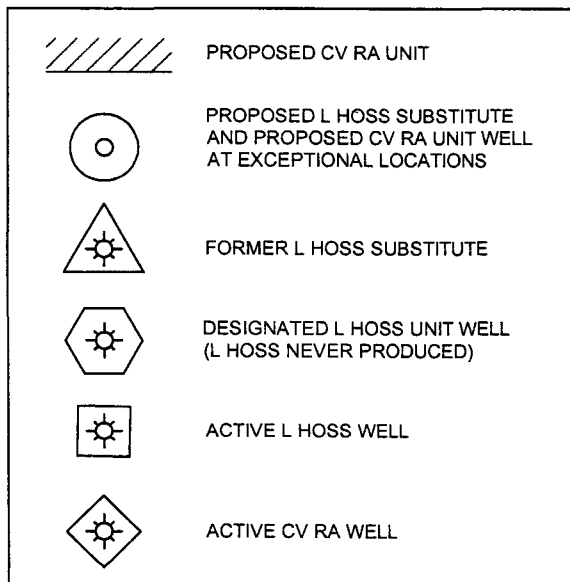 PROPOSED CV RA UNIT
PROPOSED L HOSS SUBSTITUTE
AND PROPOSED CV RA UNIT WELL
AT EXCEPTIONAL LOCATIONS
FORMER L HOSS SUBSTITUTE
DESIGNATED L HOSS UNIT WELL
(L HOSS NEVER PRODUCED)
ACTIVE L HOSS WELL
ACTIVE CV RA WELL